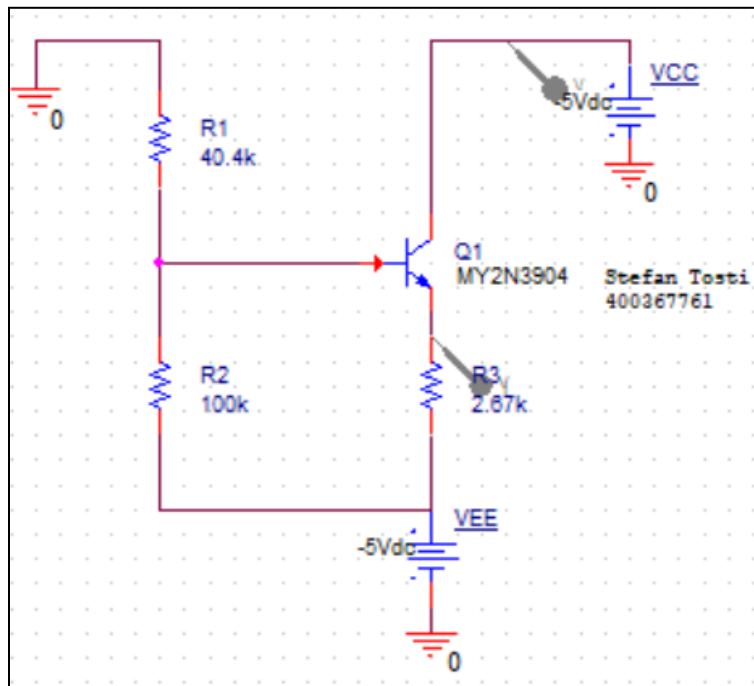 0
R1
40.4k
VCC
-5Vdc
0
Q1
MY2N3904
Stefan Tosti
400367761
R2
100k
R3
2.67k
VEE
-5Vdc
0